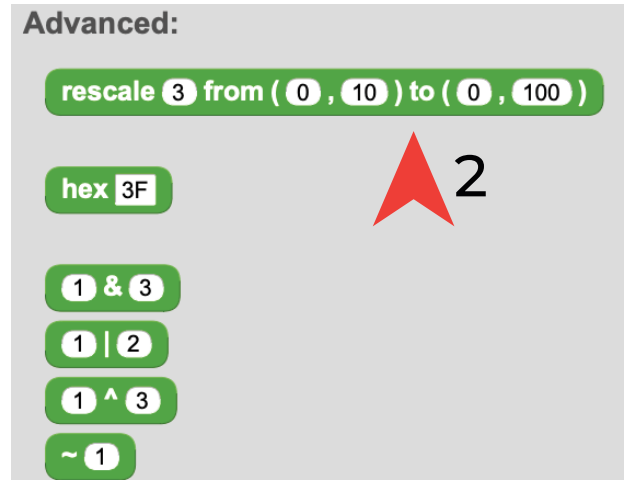 Advanced:
rescale 3 from ( 0 , 10 ) to ( 0 , 100 )
2
hex 3F
1 & 3
1 | 2
1 ^ 3
~ 1